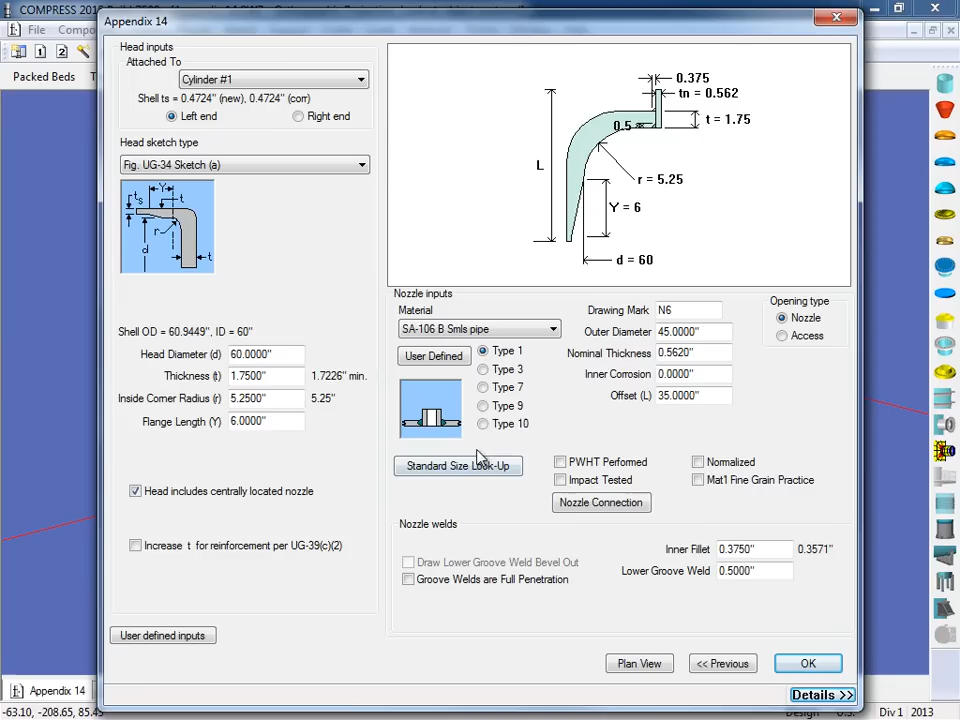 COMPRESS 201
Appendix 14
File
Compo
1
2
Packed Beds
T
Head inputs
Attached To
Cylinder #1
Shell ts = 0.4724" (new), 0.4724" (corr)
Left end
Right end
Head sketch type
Fig. UG-34 Sketch (a)
ts
Y
t
r
d
t
Shell OD = 60.9449", ID = 60"
Head Diameter (d) 60.0000"
Thickness (t) 1.7500" 1.7226" min.
Inside Corner Radius (r) 5.2500" 5.25"
Flange Length (Y) 6.0000"
Head includes centrally located nozzle
Increase t for reinforcement per UG-39(c)(2)
User defined inputs
0.375
tn = 0.562
0.5
t = 1.75
L
r = 5.25
Y = 6
d = 60
Nozzle inputs
Material
SA-106 B Smls pipe
User Defined
Type 1
Type 3
Type 7
Type 9
Type 10
Drawing Mark N6
Outer Diameter 45.0000"
Nominal Thickness 0.5620"
Inner Corrosion 0.0000"
Offset (L) 35.0000"
Opening type
Nozzle
Access
Standard Size Look-Up
PWHT Performed
Normalized
Impact Tested
Mat'l Fine Grain Practice
Nozzle Connection
Nozzle welds
Draw Lower Groove Weld Bevel Out
Groove Welds are Full Penetration
Inner Fillet 0.3750" 0.3571"
Lower Groove Weld 0.5000"
Plan View
<< Previous
OK
Details >>
Appendix 14
-63.10, -208.65, 85.4
Design
U.S.
Div 1
2013